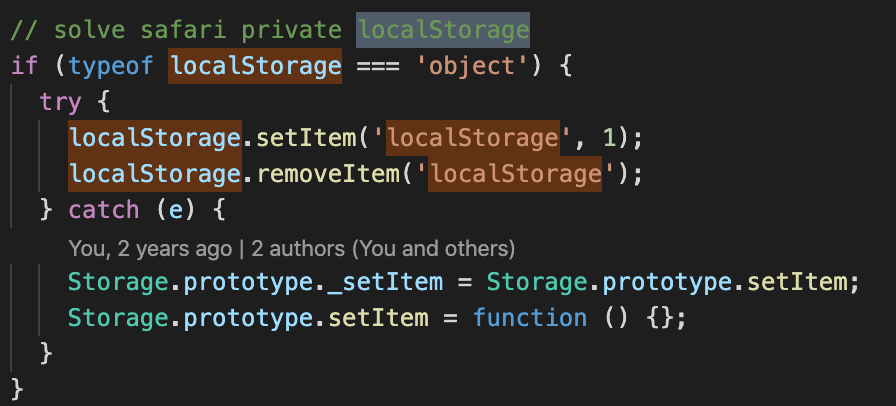 // solve safari private localStorage
if (typeof localStorage === 'object') {
try {
localStorage.setItem('localStorage', 1);
localStorage.removeItem('localStorage');
} catch (e) {
You, 2 years ago | 2 authors (You and others)
Storage.prototype._setItem = Storage.prototype.setItem;
Storage.prototype.setItem = function () {};
}
}